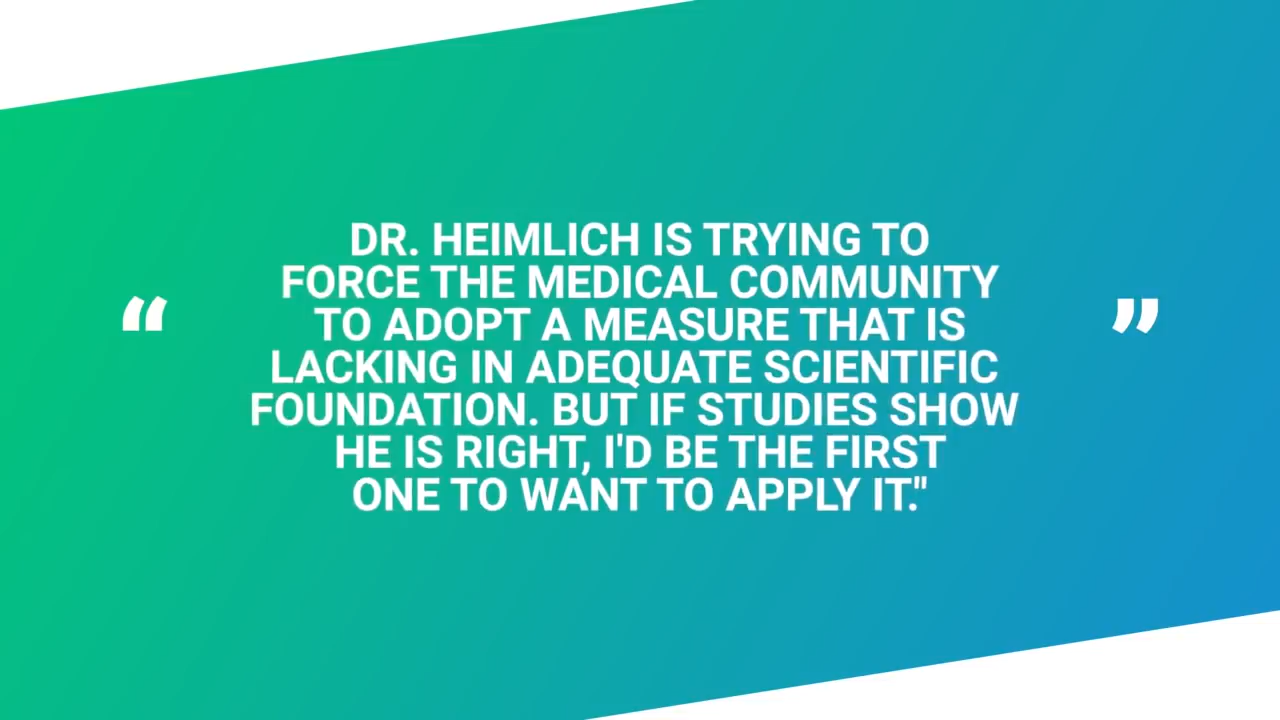 DR. HEIMLICH IS TRYING TO
FORCE THE MEDICAL COMMUNITY
“ TO ADOPT A MEASURE THAT IS ”
LACKING IN ADEQUATE SCIENTIFIC
FOUNDATION. BUT IF STUDIES SHOW
HE IS RIGHT, I'D BE THE FIRST
ONE TO WANT TO APPLY IT."